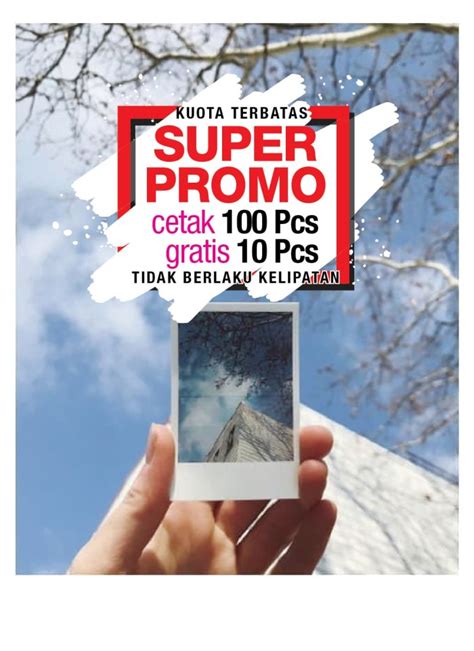 KUOTA TERBATAS
SUPER
PROMO
cetak 100 Pcs
gratis 10 Pcs
TIDAK BERLAKU KELIPATAN